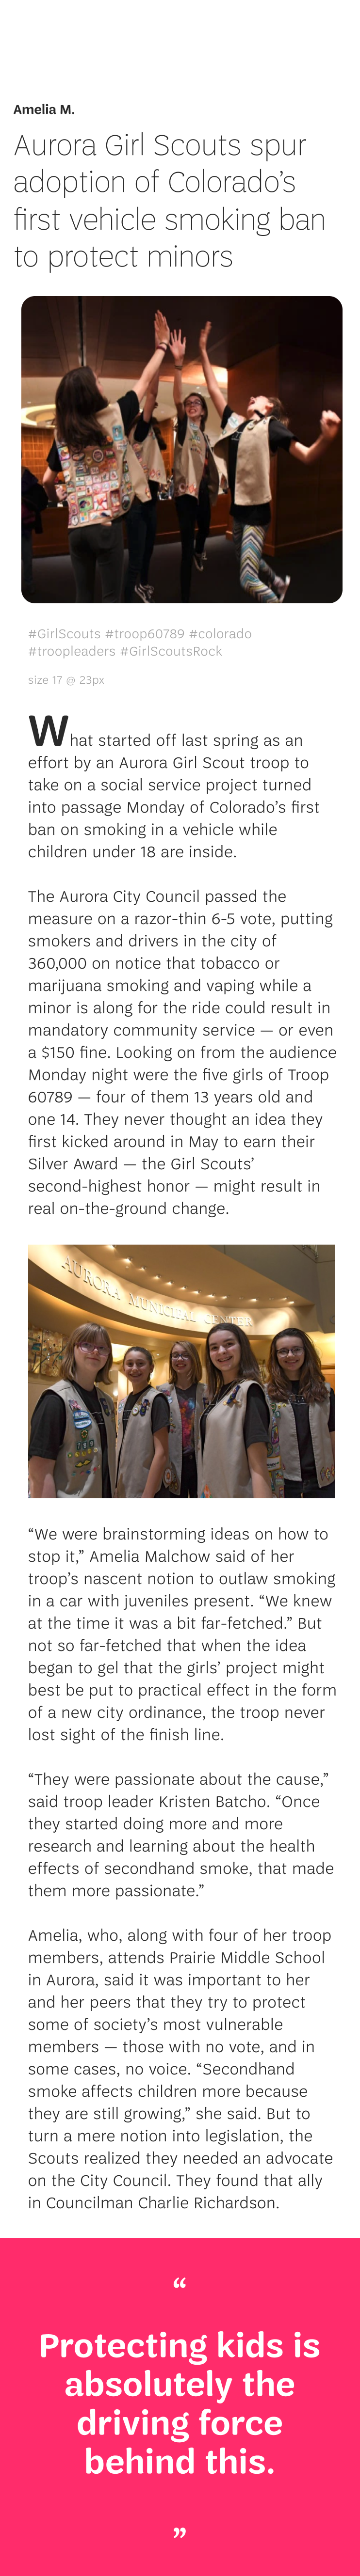 Amelia M.
Aurora Girl Scouts spur
adoption of Colorado’s
first vehicle smoking ban
to protect minors
#GirlScouts #troop60789 #colorado
#troopleaders #GirlScoutsRock
size 17 @ 23px
What started off last spring as an
effort by an Aurora Girl Scout troop to
take on a social service project turned
into passage Monday of Colorado’s first
ban on smoking in a vehicle while
children under 18 are inside.
The Aurora City Council passed the
measure on a razor-thin 6-5 vote, putting
smokers and drivers in the city of
360,000 on notice that tobacco or
marijuana smoking and vaping while a
minor is along for the ride could result in
mandatory community service — or even
a $150 fine. Looking on from the audience
Monday night were the five girls of Troop
60789 — four of them 13 years old and
one 14. They never thought an idea they
first kicked around in May to earn their
Silver Award — the Girl Scouts’
second-highest honor — might result in
real on-the-ground change.
AURORA MUNICIPAL CENTER
“We were brainstorming ideas on how to
stop it,” Amelia Malchow said of her
troop’s nascent notion to outlaw smoking
in a car with juveniles present. “We knew
at the time it was a bit far-fetched.” But
not so far-fetched that when the idea
began to gel that the girls’ project might
best be put to practical effect in the form
of a new city ordinance, the troop never
lost sight of the finish line.
“They were passionate about the cause,”
said troop leader Kristen Batcho. “Once
they started doing more and more
research and learning about the health
effects of secondhand smoke, that made
them more passionate.”
Amelia, who, along with four of her troop
members, attends Prairie Middle School
in Aurora, said it was important to her
and her peers that they try to protect
some of society’s most vulnerable
members — those with no vote, and in
some cases, no voice. “Secondhand
smoke affects children more because
they are still growing,” she said. But to
turn a mere notion into legislation, the
Scouts realized they needed an advocate
on the City Council. They found that ally
in Councilman Charlie Richardson.
“
Protecting kids is
absolutely the
driving force
behind this.
”